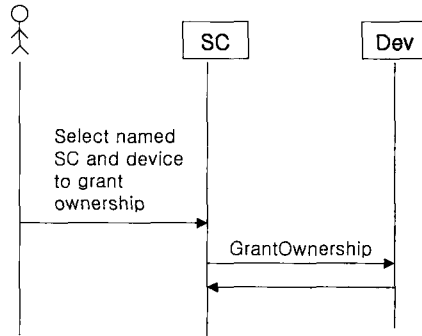 SC
Dev
Select named
SC and device
to grant
ownership
GrantOwnership